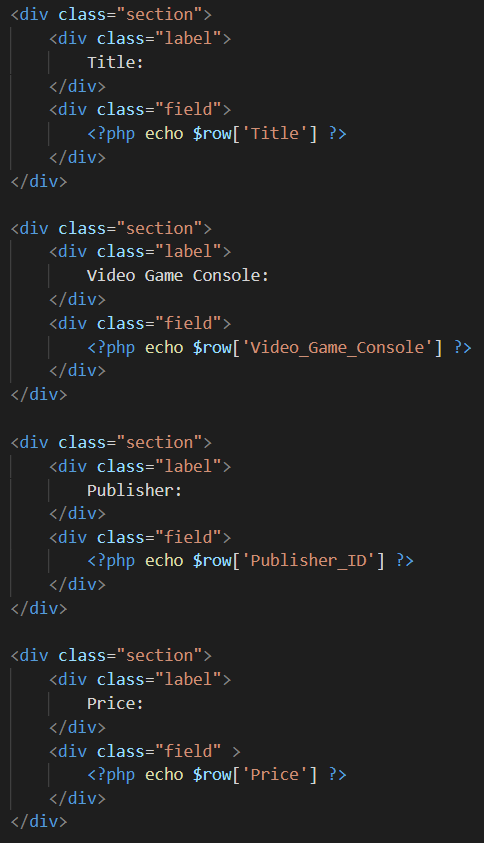 <div class="section">
    <div class="label">
        Title:
    </div>
    <div class="field">
        <?php echo $row['Title'] ?>
    </div>
</div>

<div class="section">
    <div class="label">
        Video Game Console:
    </div>
    <div class="field">
        <?php echo $row['Video_Game_Console'] ?>
    </div>
</div>

<div class="section">
    <div class="label">
        Publisher:
    </div>
    <div class="field">
        <?php echo $row['Publisher_ID'] ?>
    </div>
</div>

<div class="section">
    <div class="label">
        Price:
    </div>
    <div class="field" >
        <?php echo $row['Price'] ?>
    </div>
</div>